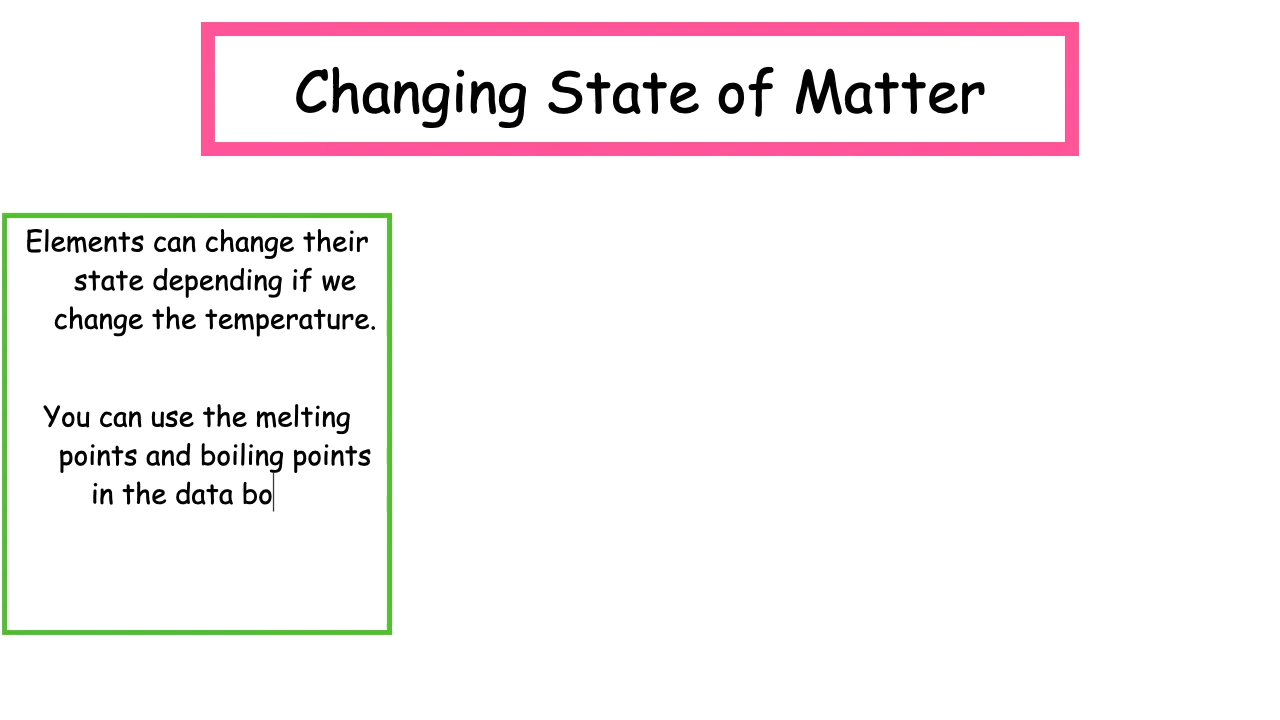 Changing State of Matter
Elements can change their
state depending if we
change the temperature.
You can use the melting
points and boiling points
in the data bo